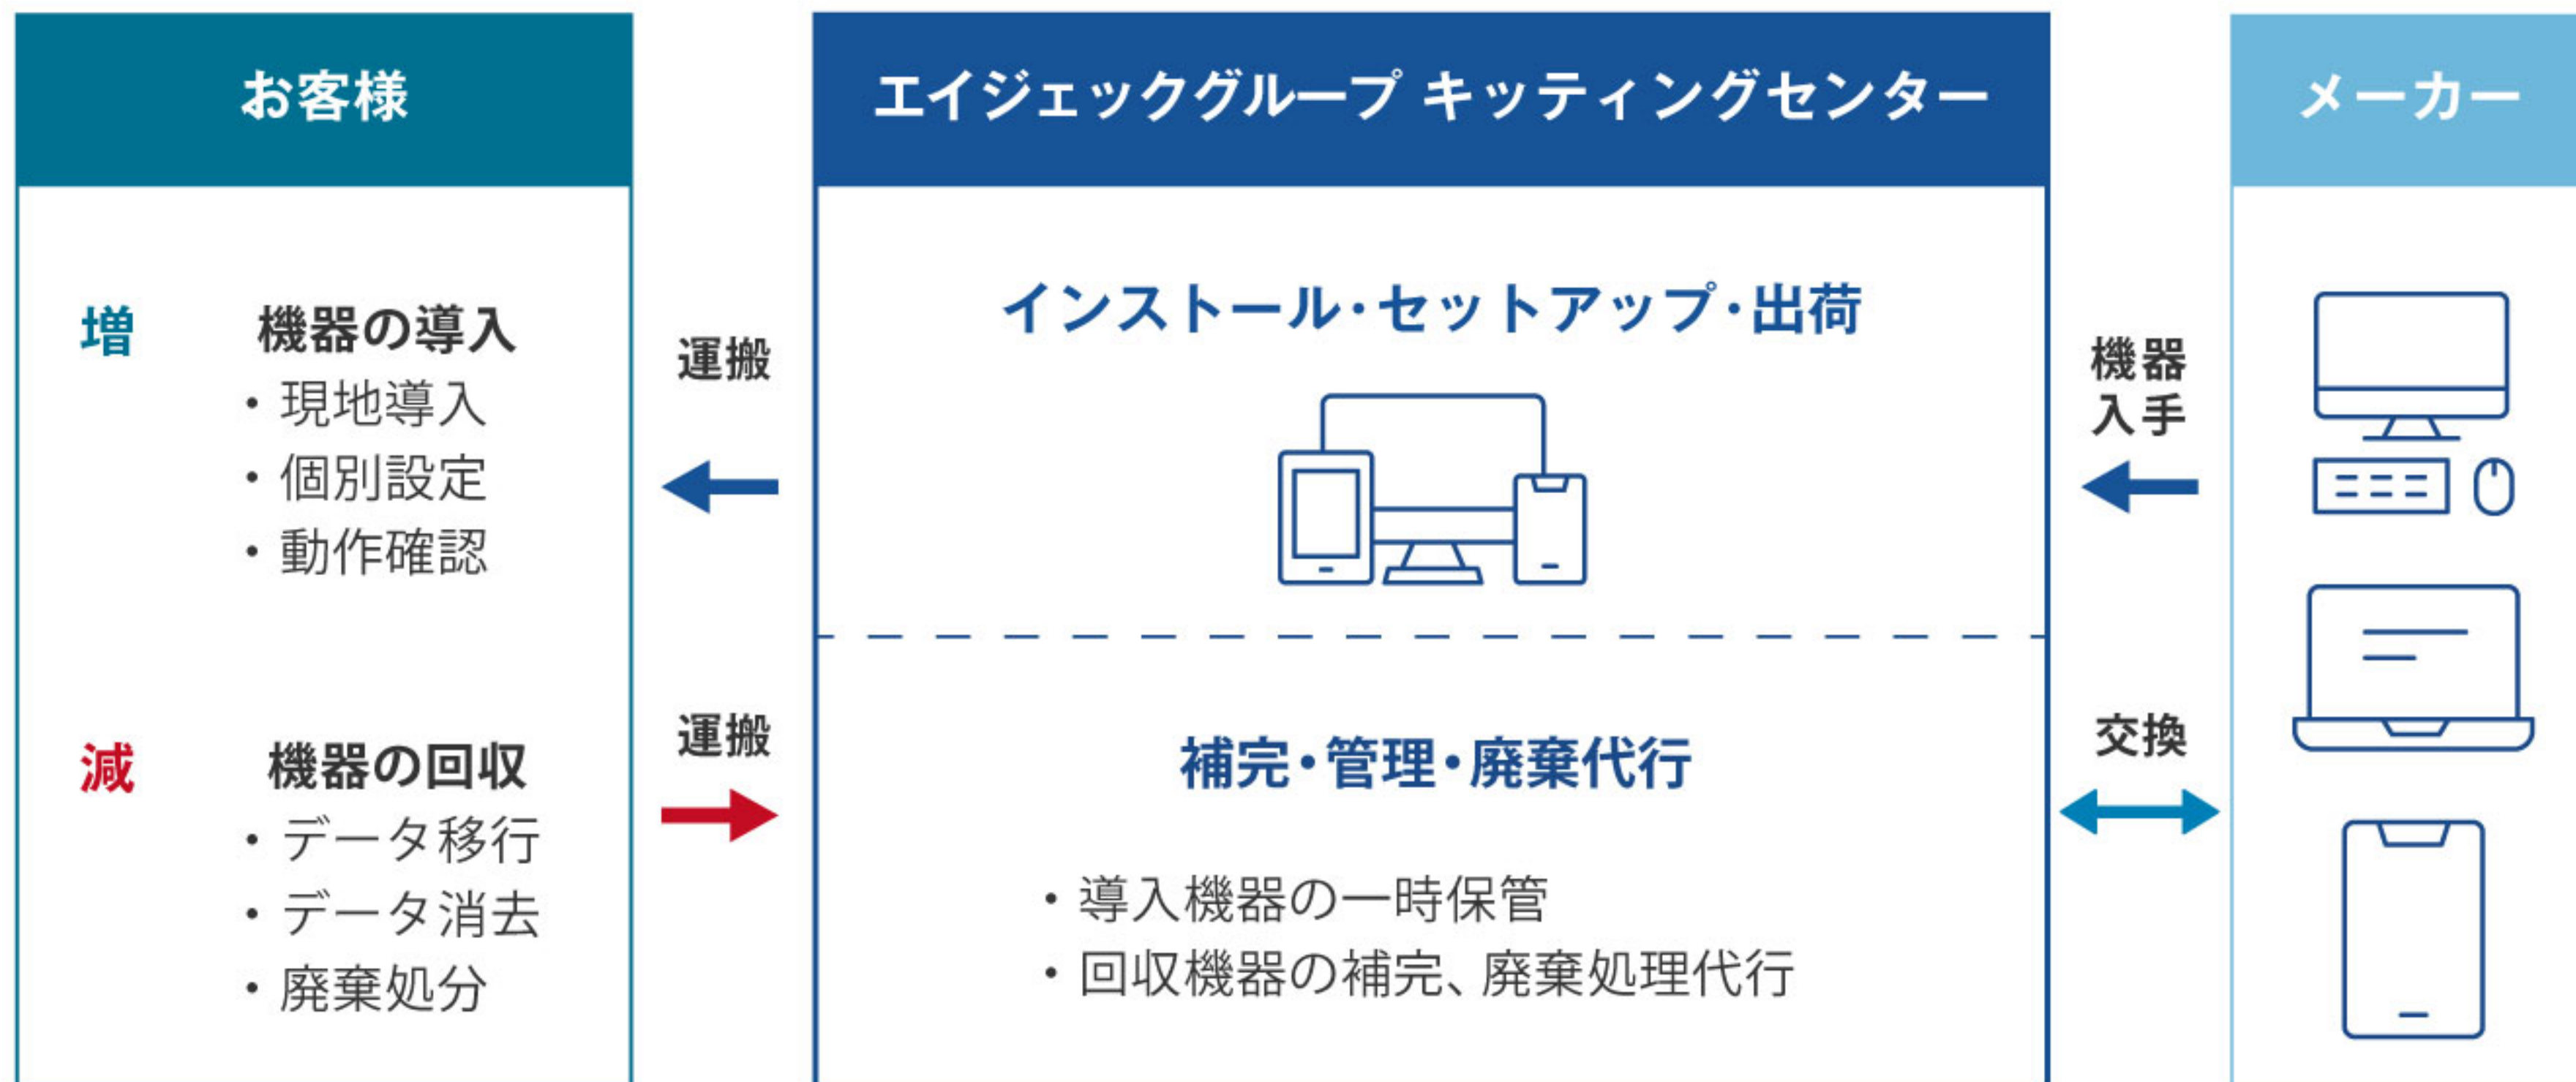 お客様
増
機器の導入
・現地導入
・個別設定
・動作確認
減
機器の回収
・データ移行
・データ消去
・廃棄処分
運搬
運搬
エイジェックグループ キッティングセンター
インストール・セットアップ・出荷
補完・管理・廃棄代行
・導入機器の一時保管
・回収機器の補完、廃棄処理代行
機器
入手
交換
メーカー